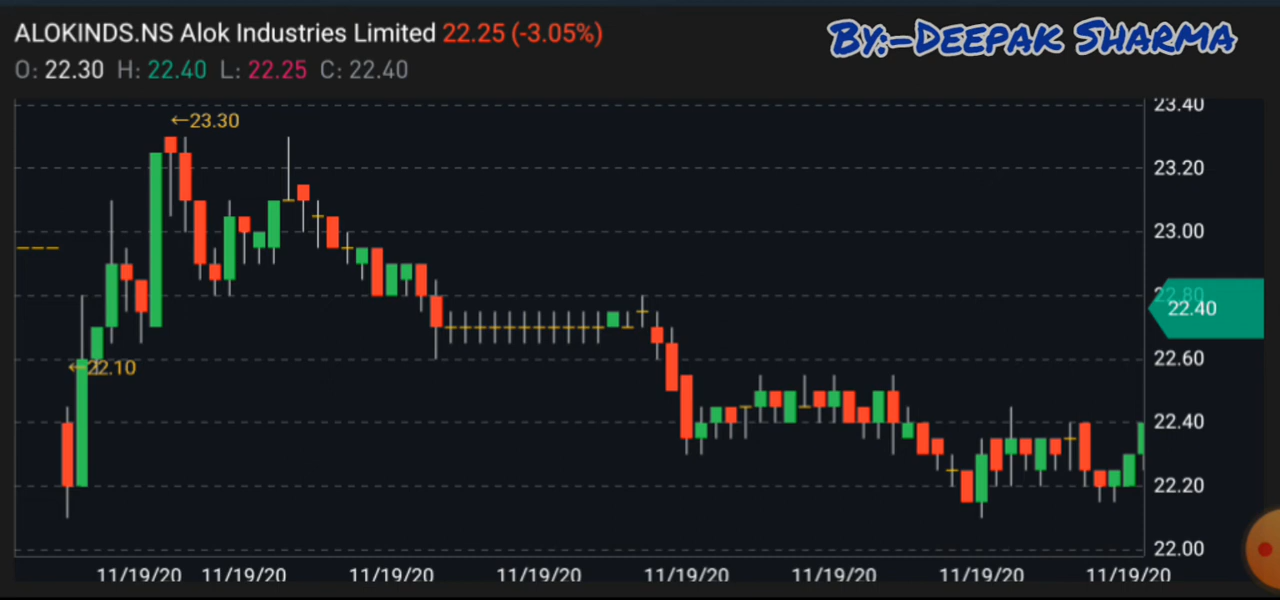 ALOKINDS.NS Alok Industries Limited 22.25 (-3.05%)
By:-Deepak Sharma
O: 22.30 H: 22.40 L: 22.25 C: 22.40
23.40
←23.30
23.20
23.00
22.80
22.40
22.60
←22.10
22.40
22.20
22.00
11/19/20 11/19/20 11/19/20 11/19/20 11/19/20 11/19/20 11/19/20 11/19/20